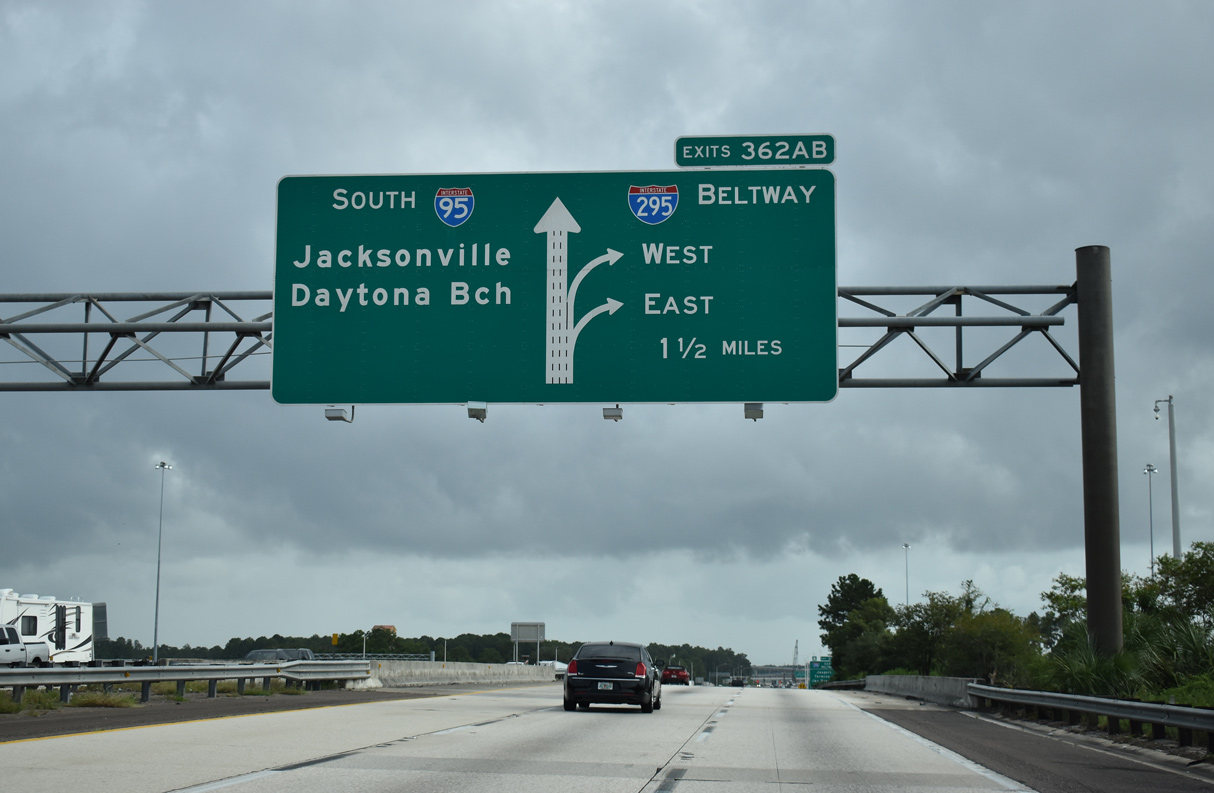 EXITS 362AB
SOUTH INTERSTATE 95
INTERSTATE 295 BELTWAY
Jacksonville
Daytona Bch
WEST
EAST
1 1/2 MILES